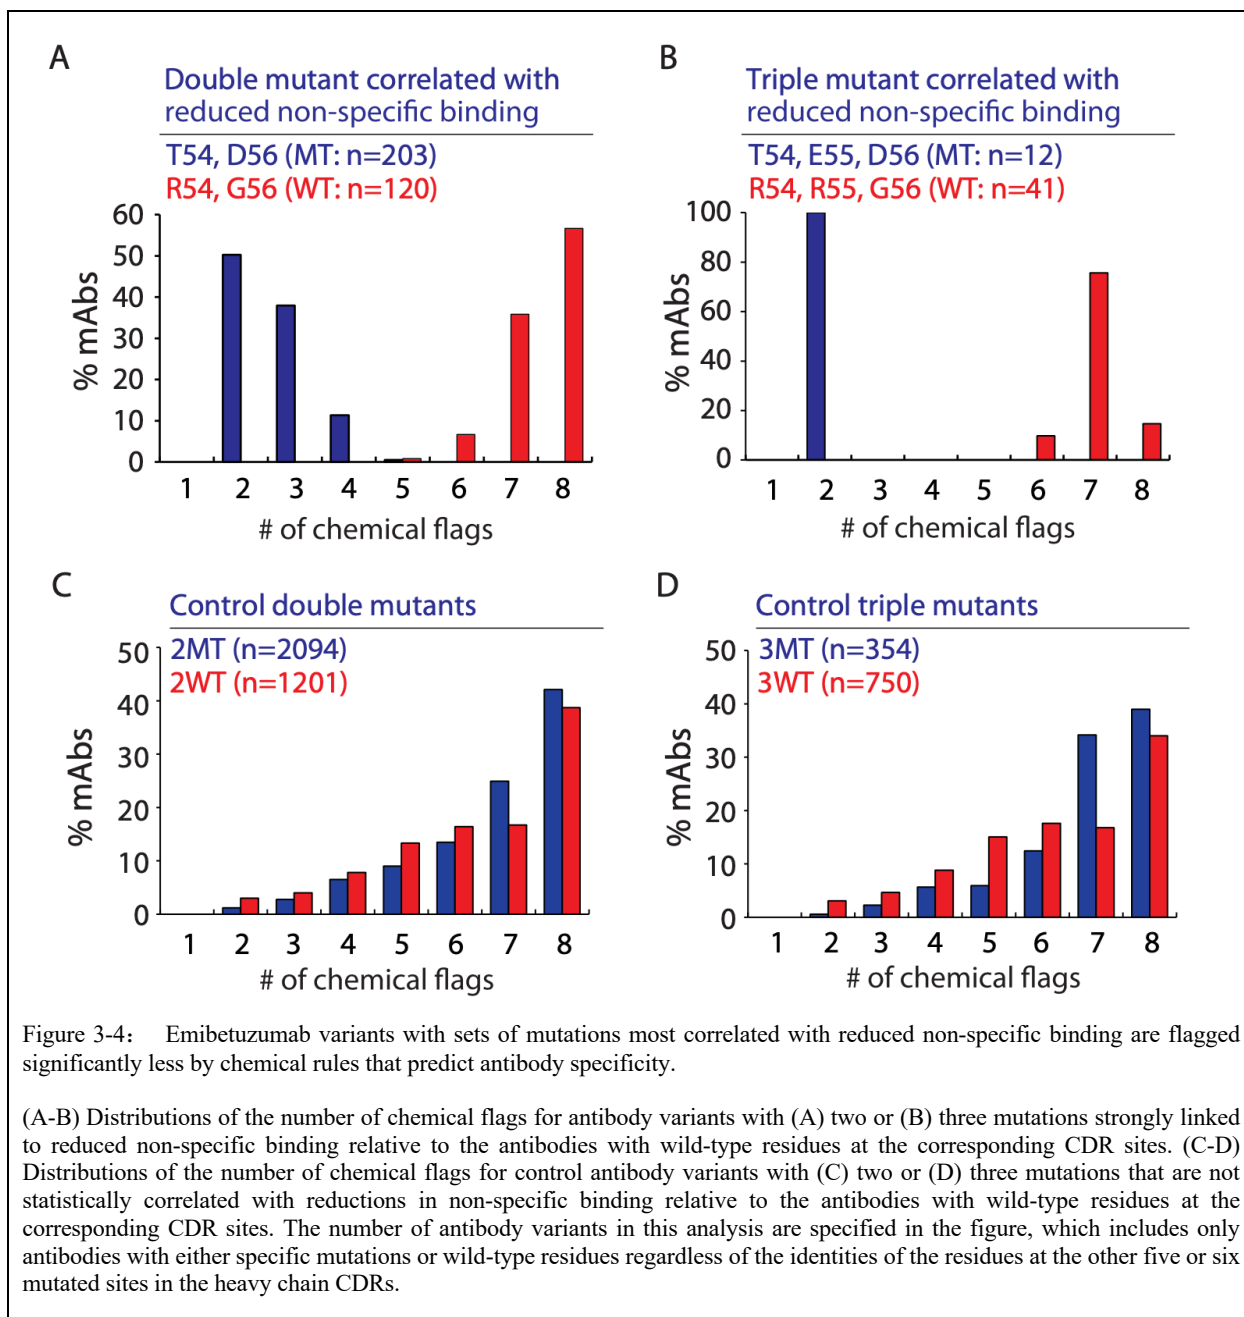 A
Double mutant correlated with
reduced non-specific binding
T54, D56 (MT: n=203)
R54, G56 (WT: n=120)
60
50
40
30
20
10
0
% mAbs
1 2 3 4 5 6 7 8
# of chemical flags
B
Triple mutant correlated with
reduced non-specific binding
T54, E55, D56 (MT: n=12)
R54, R55, G56 (WT: n=41)
100
80
60
40
20
0
% mAbs
1 2 3 4 5 6 7 8
# of chemical flags
C
Control double mutants
2MT (n=2094)
2WT (n=1201)
50
40
30
20
10
0
% mAbs
1 2 3 4 5 6 7 8
# of chemical flags
D
Control triple mutants
3MT (n=354)
3WT (n=750)
50
40
30
20
10
0
% mAbs
1 2 3 4 5 6 7 8
# of chemical flags
Figure 3-4： Emibetuzumab variants with sets of mutations most correlated with reduced non-specific binding are flagged
significantly less by chemical rules that predict antibody specificity.
(A-B) Distributions of the number of chemical flags for antibody variants with (A) two or (B) three mutations strongly linked
to reduced non-specific binding relative to the antibodies with wild-type residues at the corresponding CDR sites. (C-D)
Distributions of the number of chemical flags for control antibody variants with (C) two or (D) three mutations that are not
statistically correlated with reductions in non-specific binding relative to the antibodies with wild-type residues at the
corresponding CDR sites. The number of antibody variants in this analysis are specified in the figure, which includes only
antibodies with either specific mutations or wild-type residues regardless of the identities of the residues at the other five or six
mutated sites in the heavy chain CDRs.